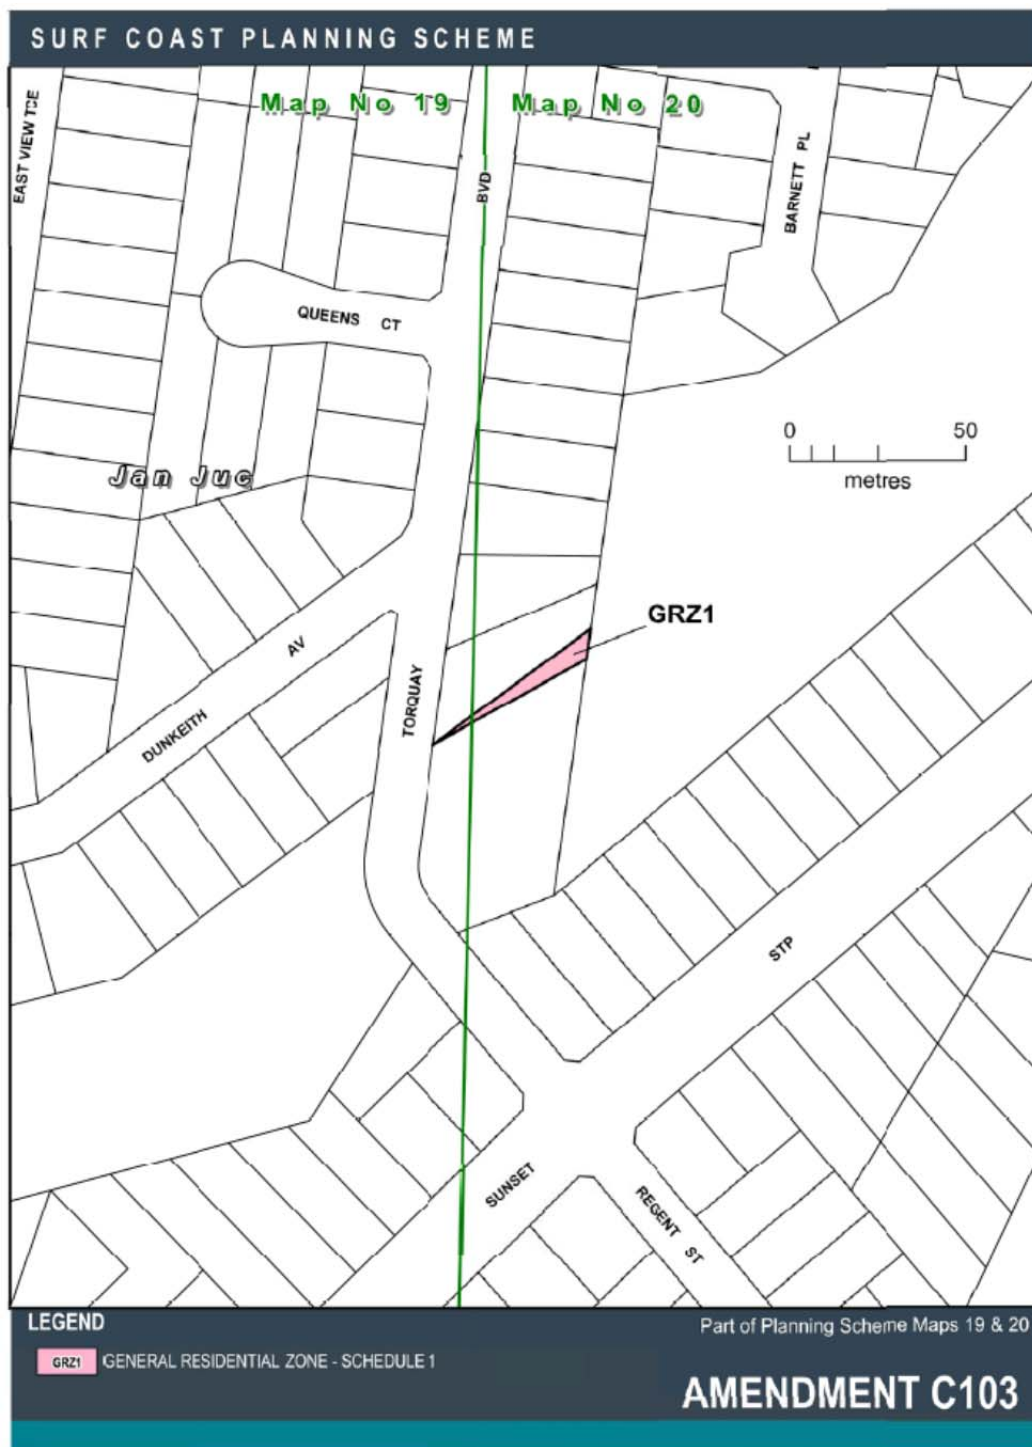 SURF COAST PLANNING SCHEME
Map No 19
Map No 20
EAST VIEW TCE
BVD
BARNETT PL
QUEENS CT
0 50
metres
Jan Juc
GRZ1
AV
DUNKEITH
TORQUAY
STP
SUNSET
REGENT ST
LEGEND
Part of Planning Scheme Maps 19 & 20
GRZ1 GENERAL RESIDENTIAL ZONE - SCHEDULE 1
AMENDMENT C103